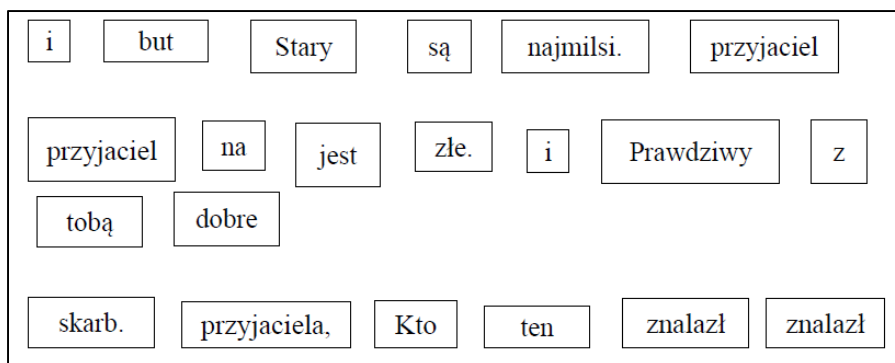 i but Stary są najmilsi. przyjaciel
przyjaciel na jest złe. i Prawdziwy z
tobą dobre
skarb. przyjaciela, Kto ten znalazł znalazł